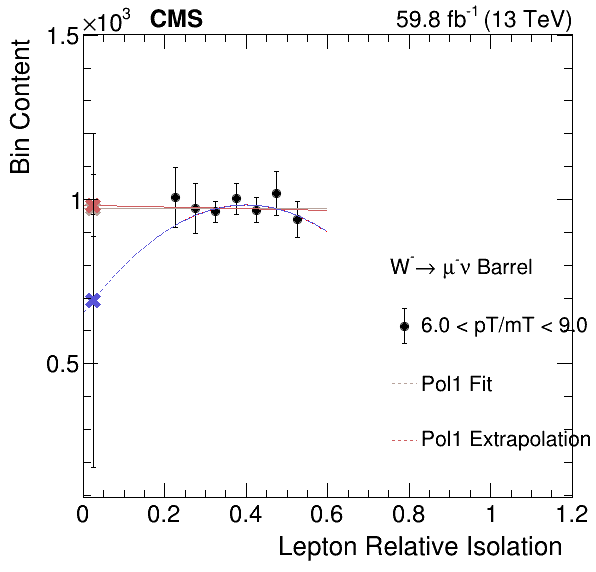 ×10³ CMS 59.8 fb⁻¹ (13 TeV)
1.5
Bin Content
1
W⁻→ μ⁻ν Barrel
6.0 < pT/mT < 9.0
0.5
Pol1 Fit
Pol1 Extrapolation
0 0.2 0.4 0.6 0.8 1 1.2
Lepton Relative Isolation